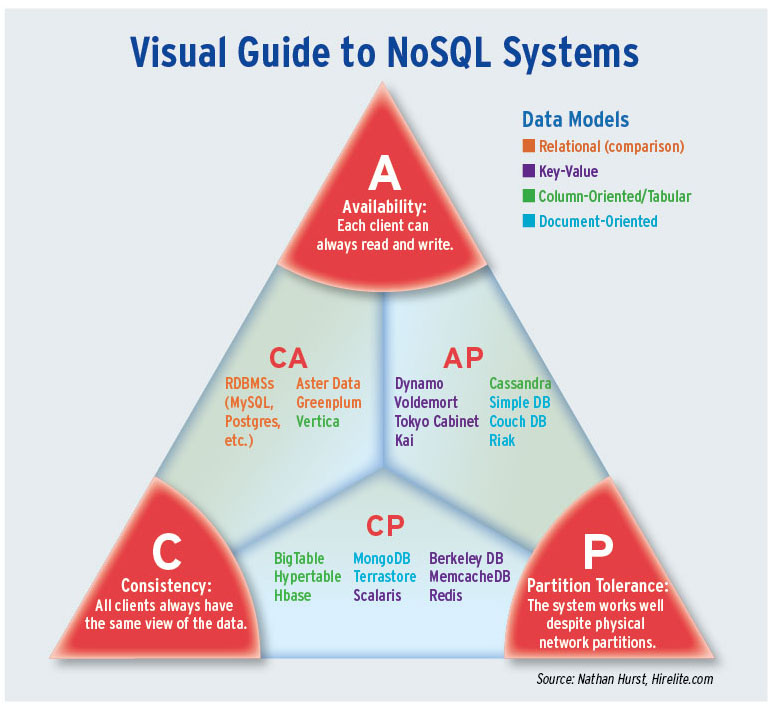 Visual Guide to NoSQL Systems
Data Models
Relational (comparison)
Key-Value
Column-Oriented/Tabular
Document-Oriented
A
Availability:
Each client can
always read and write.
CA
RDBMSs
(MySQL,
Postgres,
etc.)
Aster Data
Greenplum
Vertica
AP
Dynamo
Voldemort
Tokyo Cabinet
Kai
Cassandra
Simple DB
Couch DB
Riak
C
Consistency:
All clients always have
the same view of the data.
CP
BigTable
Hypertable
Hbase
MongoDB
Terrastore
Scalaris
Berkeley DB
MemcacheDB
Redis
P
Partition Tolerance:
The system works well
despite physical
network partitions.
Source: Nathan Hurst, Hirelite.com